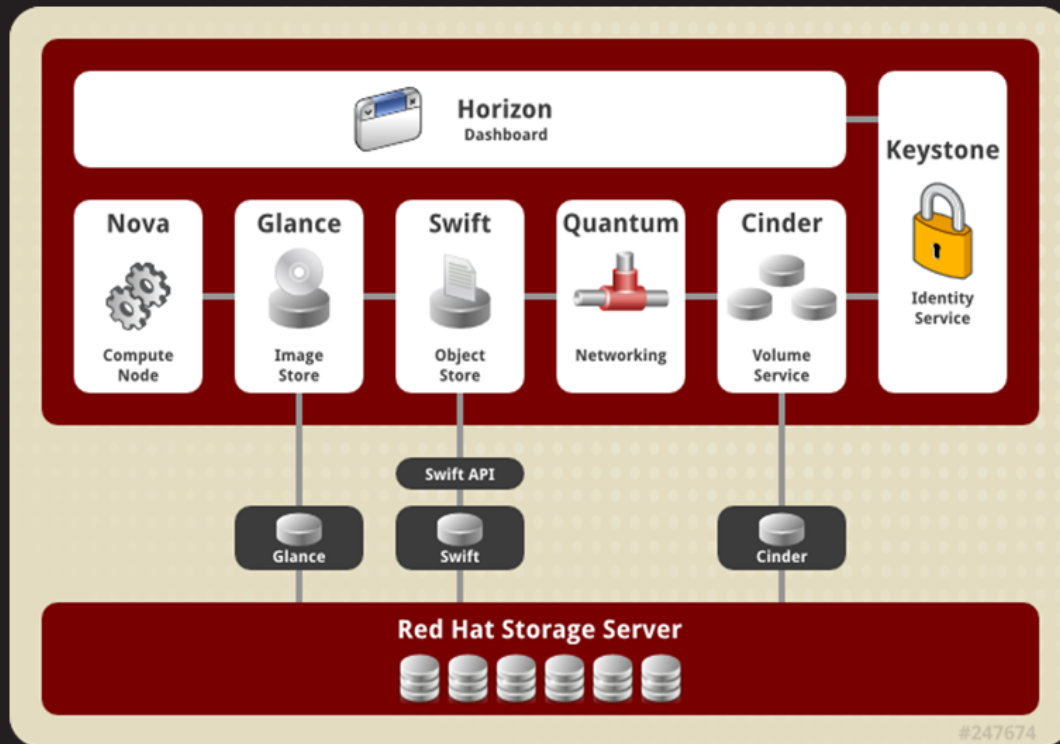 Horizon
Dashboard
Keystone
Identity
Service
Nova
Compute
Node
Glance
Image
Store
Swift
Object
Store
Quantum
Networking
Cinder
Volume
Service
Swift API
Glance
Swift
Cinder
Red Hat Storage Server
#247674